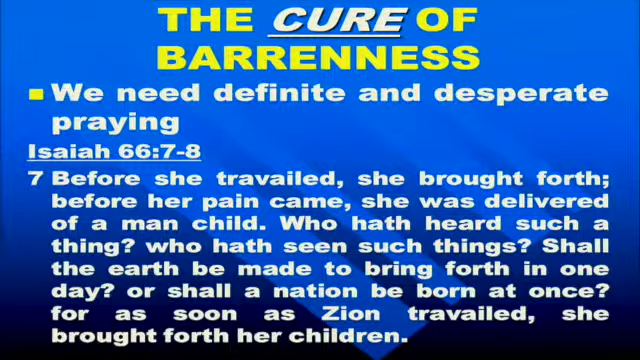 THE CURE OF
BARRENNESS
We need definite and desperate
praying
Isaiah 66:7-8
7 Before she travailed, she brought forth;
before her pain came, she was delivered
of a man child. Who hath heard such a
thing? who hath seen such things? Shall
the earth be made to bring forth in one
day? or shall a nation be born at once?
for as soon as Zion travailed, she
brought forth her children.